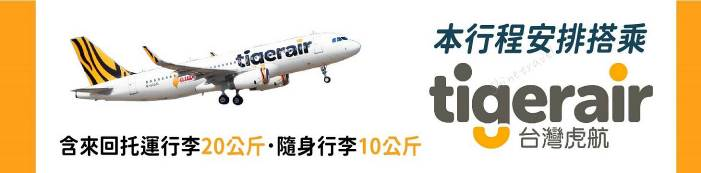 本行程安排搭乘
tigerair
台灣虎航
tigerair
含來回托運行李20公斤·隨身行李10公斤